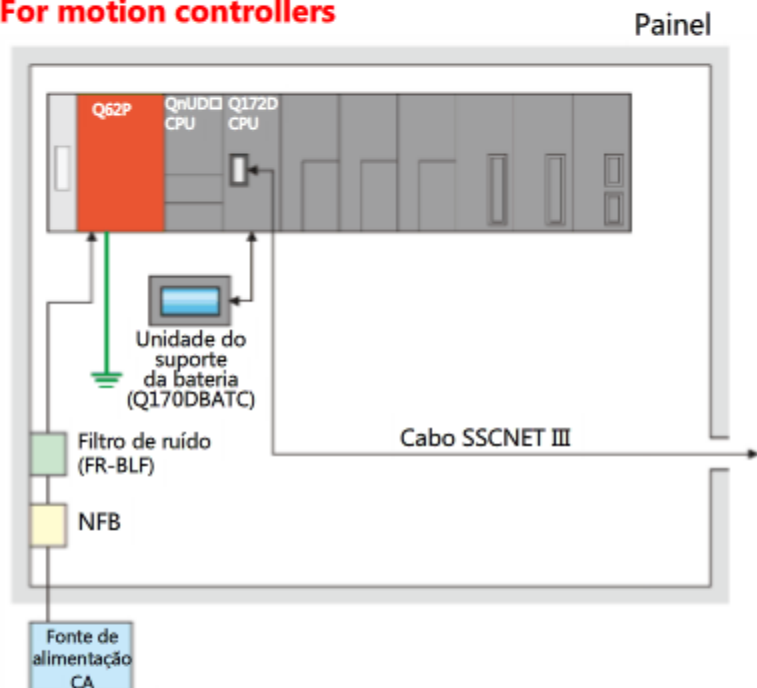 For motion controllers
Painel
Q62P
QnUD□
CPU
Q172D
CPU
Unidade do
suporte
da bateria
(Q170DBATC)
Filtro de ruído
(FR-BLF)
Cabo SSCNET III
NFB
Fonte de
alimentação
CA